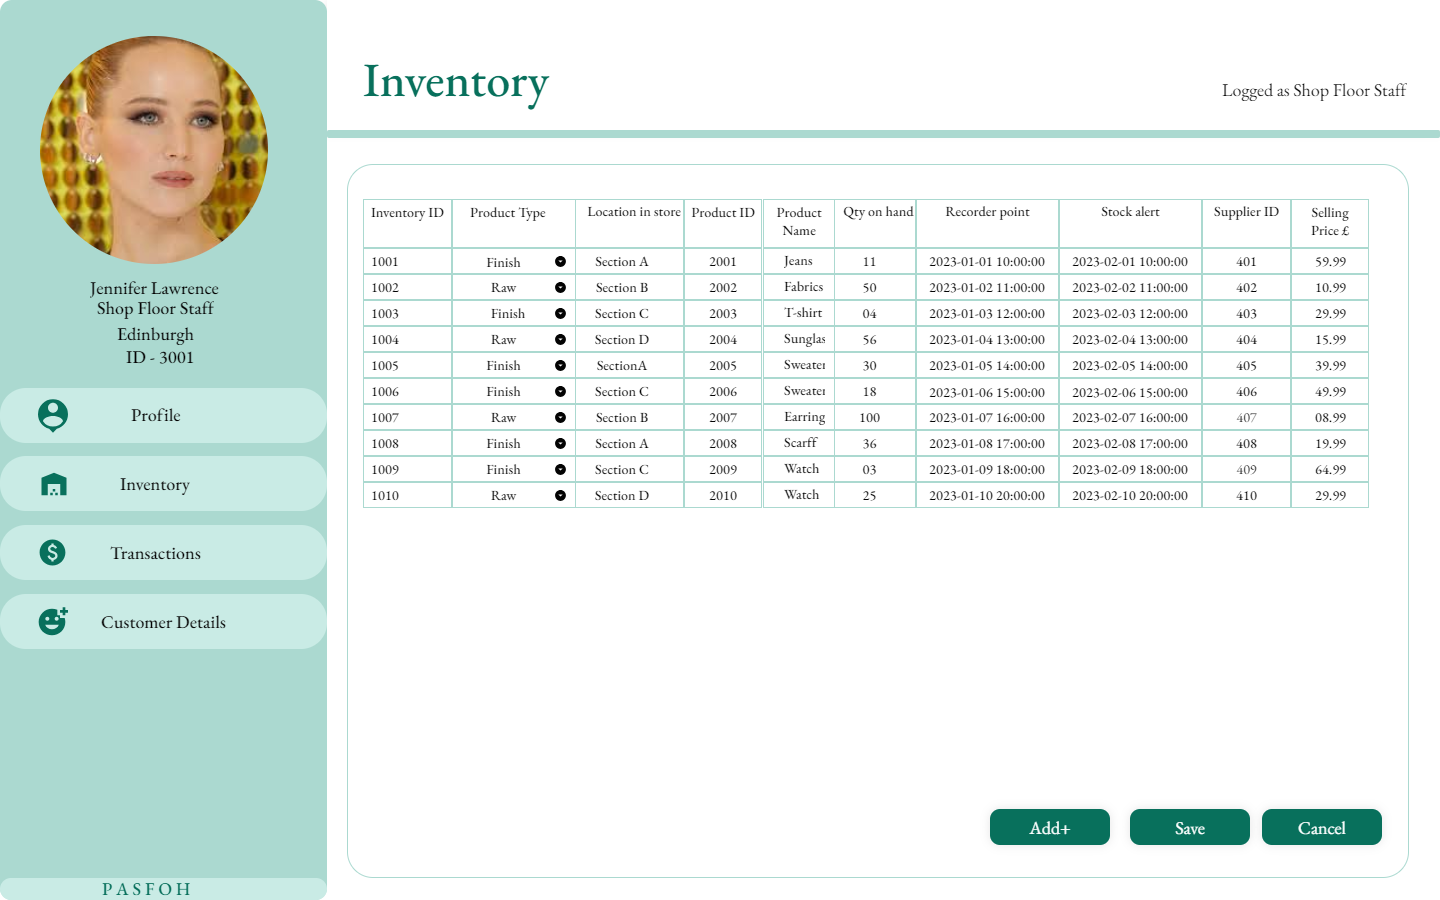 Inventory
Logged as Shop Floor Staff
Jennifer Lawrence
Shop Floor Staff
Edinburgh
ID - 3001
Profile
Inventory
Transactions
Customer Details
PASFOH
Inventory ID Product Type Location in store Product ID Product Name Qty on hand Recorder point Stock alert Supplier ID Selling Price £
1001 Finish Section A 2001 Jeans 11 2023-01-01 10:00:00 2023-02-01 10:00:00 401 59.99
1002 Raw Section B 2002 Fabrics 50 2023-01-02 11:00:00 2023-02-02 11:00:00 402 10.99
1003 Finish Section C 2003 T-shirt 04 2023-01-03 12:00:00 2023-02-03 12:00:00 403 29.99
1004 Raw Section D 2004 Sunglas 56 2023-01-04 13:00:00 2023-02-04 13:00:00 404 15.99
1005 Finish SectionA 2005 Sweater 30 2023-01-05 14:00:00 2023-02-05 14:00:00 405 39.99
1006 Finish Section C 2006 Sweater 18 2023-01-06 15:00:00 2023-02-06 15:00:00 406 49.99
1007 Raw Section B 2007 Earring 100 2023-01-07 16:00:00 2023-02-07 16:00:00 407 08.99
1008 Finish Section A 2008 Scarff 36 2023-01-08 17:00:00 2023-02-08 17:00:00 408 19.99
1009 Finish Section C 2009 Watch 03 2023-01-09 18:00:00 2023-02-09 18:00:00 409 64.99
1010 Raw Section D 2010 Watch 25 2023-01-10 20:00:00 2023-02-10 20:00:00 410 29.99
Add+ Save Cancel